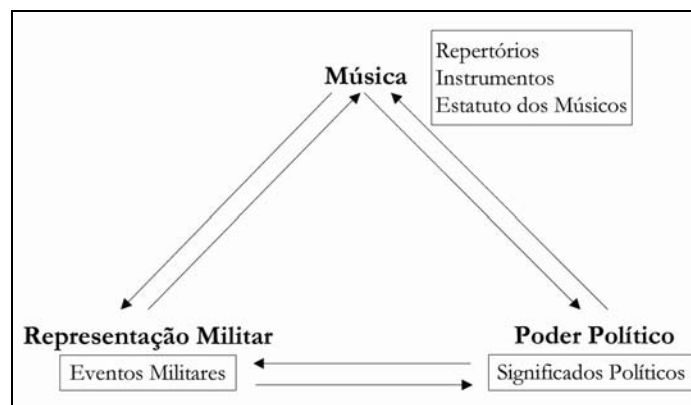 Música
Repertórios
Instrumentos
Estatuto dos Músicos
Representação Militar
Eventos Militares
Poder Político
Significados Políticos